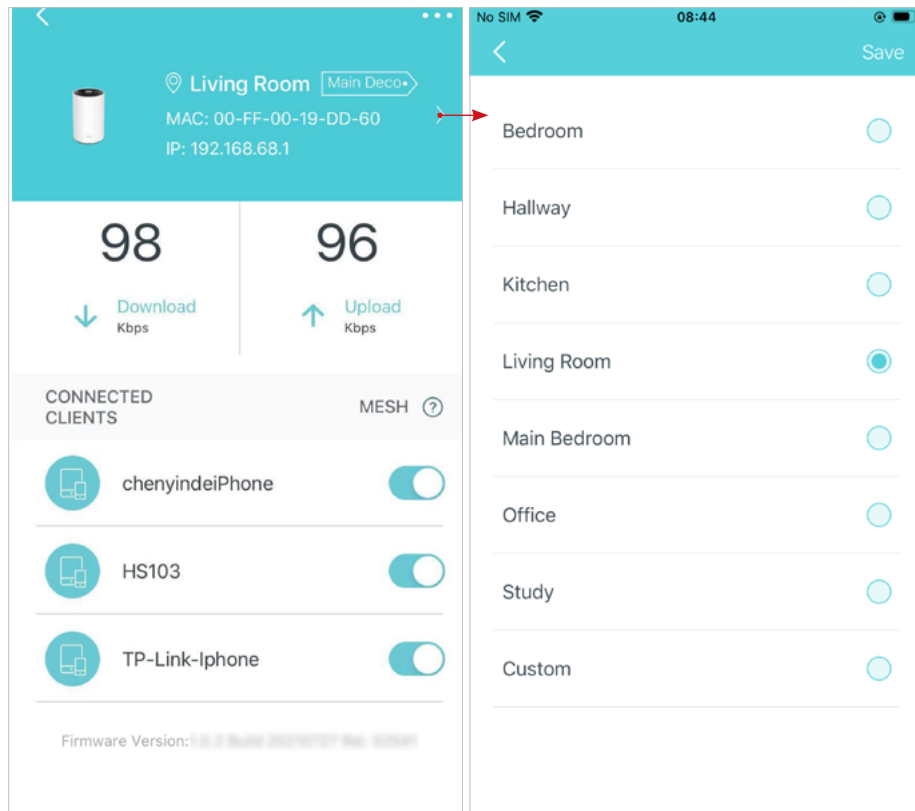 Living Room Main Deco
MAC: 00-FF-00-19-DD-60
IP: 192.168.68.1
98
96
Download
Kbps
Upload
Kbps
CONNECTED
CLIENTS
MESH ?
chenyindeiPhone
HS103
TP-Link-Iphone
Firmware Version:
No SIM 08:44
Save
Bedroom
Hallway
Kitchen
Living Room
Main Bedroom
Office
Study
Custom